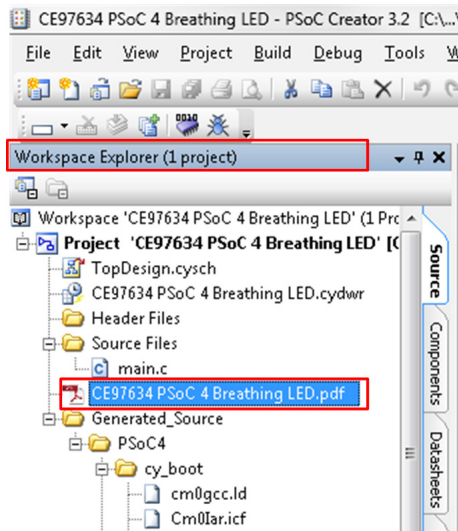 CE97634 PSoC 4 Breathing LED - PSoC Creator 3.2 [C:\...\
File Edit View Project Build Debug Tools W
0010
Workspace Explorer (1 project)
Workspace 'CE97634 PSoC 4 Breathing LED' (1 Prc
Project 'CE97634 PSoC 4 Breathing LED' [C
TopDesign.cysch
CE97634 PSoC 4 Breathing LED.cydwr
Header Files
Source Files
main.c
CE97634 PSoC 4 Breathing LED.pdf
Generated_Source
PSoC4
cy_boot
cm0gcc.ld
Cm0Iar.icf
Source
Components
Datasheets